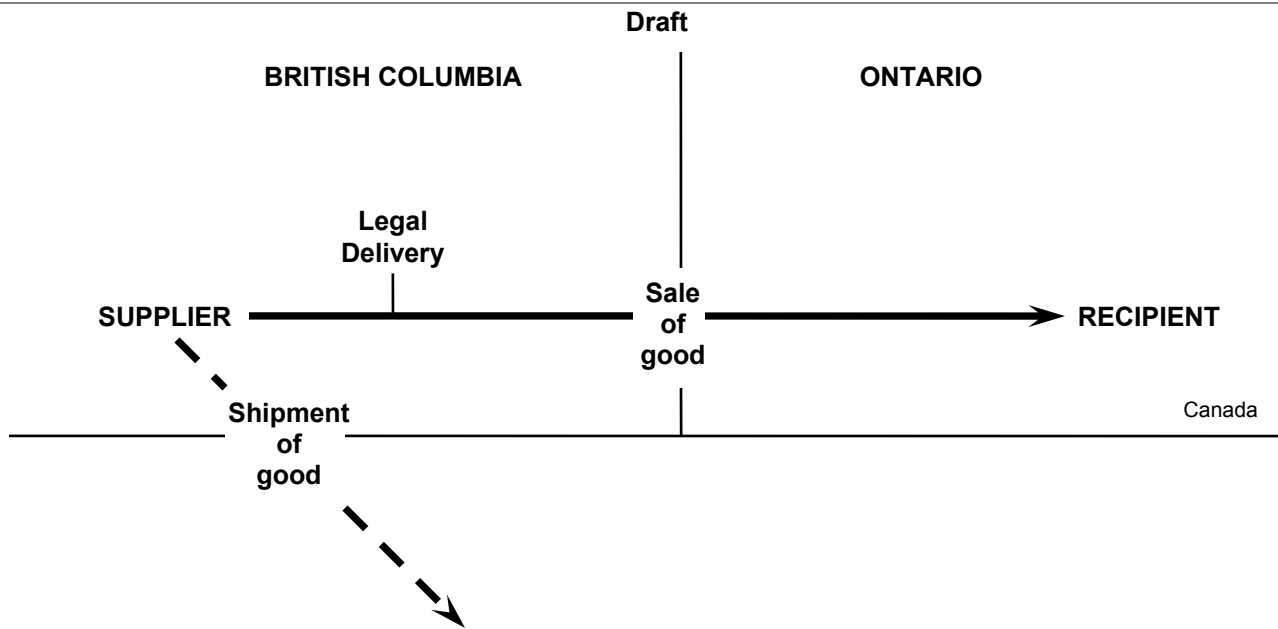 Draft
BRITISH COLUMBIA
ONTARIO
Legal
Delivery
SUPPLIER
Sale
of
good
RECIPIENT
Shipment
of
good
Canada